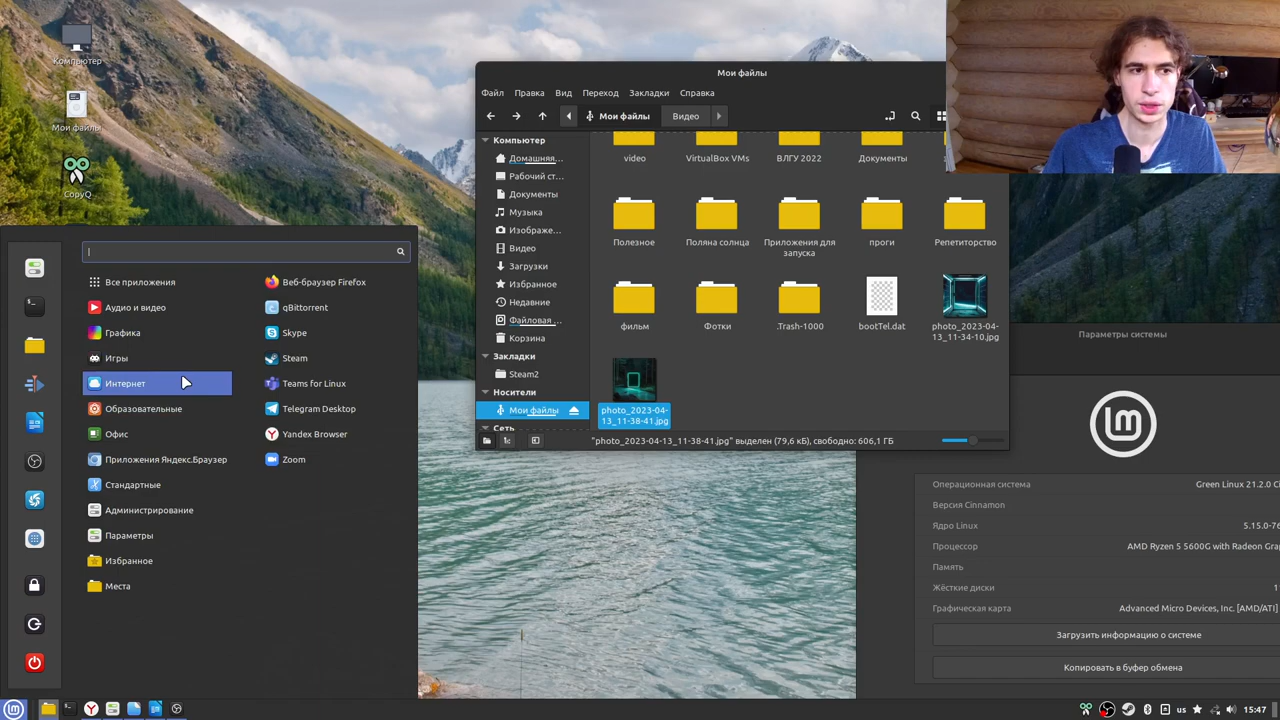 Компьютер
Мои файлы
CopyQ
Все приложения
Аудио и видео
Графика
Игры
Интернет
Образовательные
Офис
Приложения Яндекс.Браузер
Стандартные
Администрирование
Параметры
Избранное
Места
Веб-браузер Firefox
qBittorrent
Skype
Steam
Teams for Linux
Telegram Desktop
Yandex Browser
Zoom
Мои файлы
Файл Правка Вид Переход Закладки Справка
Мои файлы Видео
Компьютер
Домашняя...
Рабочий ст...
Документы
Музыка
Изображе...
Видео
Загрузки
Избранное
Недавние
Файловая ...
Корзина
Закладки
Steam2
Носители
Мои файлы
Сеть
video VirtualBox VMs ВЛГУ 2022 Документы
Полезное Поляна солнца Приложения для запуска проги Репетиторство
фильм Фотки .Trash-1000 bootTel.dat photo_2023-04-
13_11-34-10.jpg
photo_2023-04-
13_11-38-41.jpg
"photo_2023-04-13_11-38-41.jpg" выделен (79,6 кБ), свободно: 606,1 ГБ
Параметры системы
Операционная система Green Linux 21.2.0 Ci
Версия Cinnamon
Ядро Linux 5.15.0-7
Процессор AMD Ryzen 5 5600G with Radeon Grap
Память
Жёсткие диски 1
Графическая карта Advanced Micro Devices, Inc. [AMD/ATI]
Загрузить информацию о системе
Копировать в буфер обмена
us 15:47